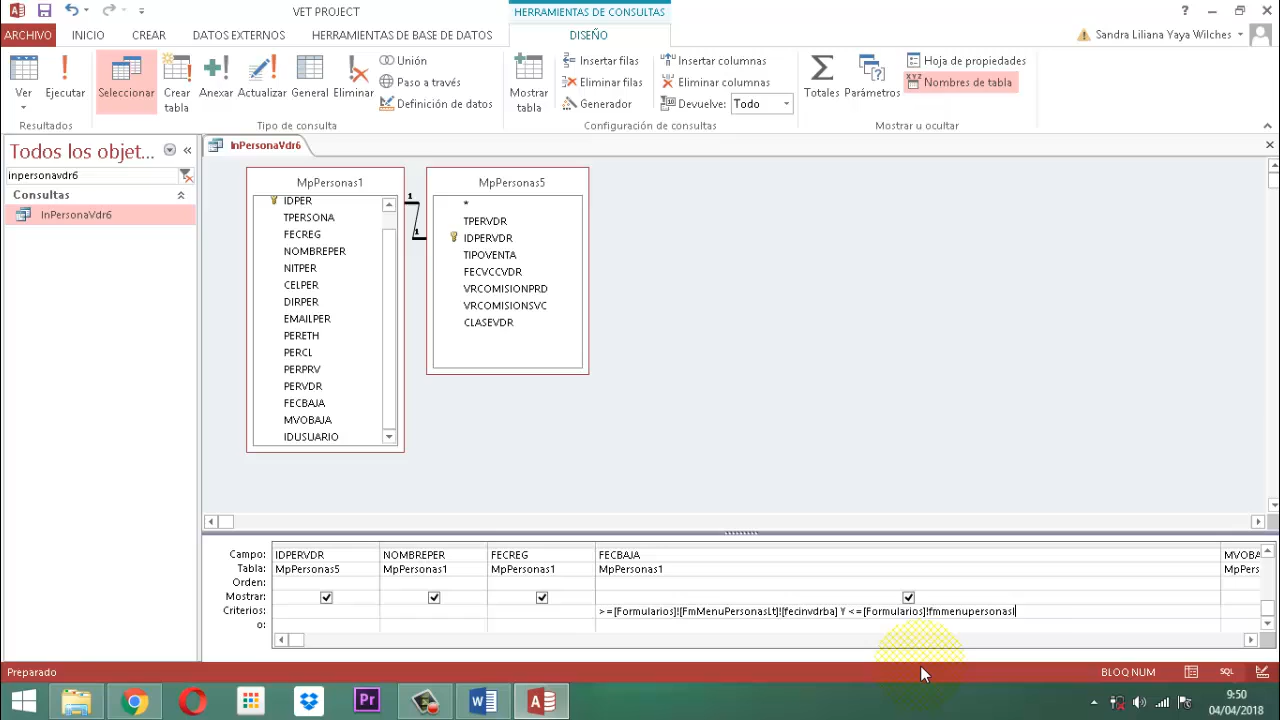 VET PROJECT
HERRAMIENTAS DE CONSULTAS
ARCHIVO INICIO CREAR DATOS EXTERNOS HERRAMIENTAS DE BASE DE DATOS DISEÑO
Sandra Liliana Yaya Wilches
Ver
Ejecutar
Resultados
Seleccionar
Crear tabla
Anexar
Actualizar
General
Eliminar
Unión
Paso a través
Definición de datos
Tipo de consulta
Mostrar tabla
Insertar filas
Eliminar filas
Generador
Insertar columnas
Eliminar columnas
Devuelve: Todo
Configuración de consultas
Totales
Parámetros
Hoja de propiedades
XYZ Nombres de tabla
Mostrar u ocultar
Todos los objet... «
inpersonavdr6
Consultas
InPersonaVdr6
InPersonaVdr6
MpPersonas1
IDPER
TPERSONA
FECREG
NOMBREPER
NITPER
CELPER
DIRPER
EMAILPER
PERETH
PERCL
PERPRV
PERVDR
FECBAJA
MVOBAJA
IDUSUARIO
1
1
MpPersonas5
*
TPERVDR
IDPERVDR
TIPOVENTA
FECVCCVDR
VRCOMISIONPRD
VRCOMISIONSVC
CLASEVDR
Campo: IDPERVDR NOMBREPER FECREG FECBAJA MVOBA
Tabla: MpPersonas5 MpPersonas1 MpPersonas1 MpPersonas1 MpPers
Orden:
Mostrar:
Criterios: >=[Formularios]![FmMenuPersonasLt]![fecinvdrba] Y <=[Formularios]!fmmenupersonasl
o:
Preparado
BLOQ NUM
SQL
Pr
9:50
04/04/2018